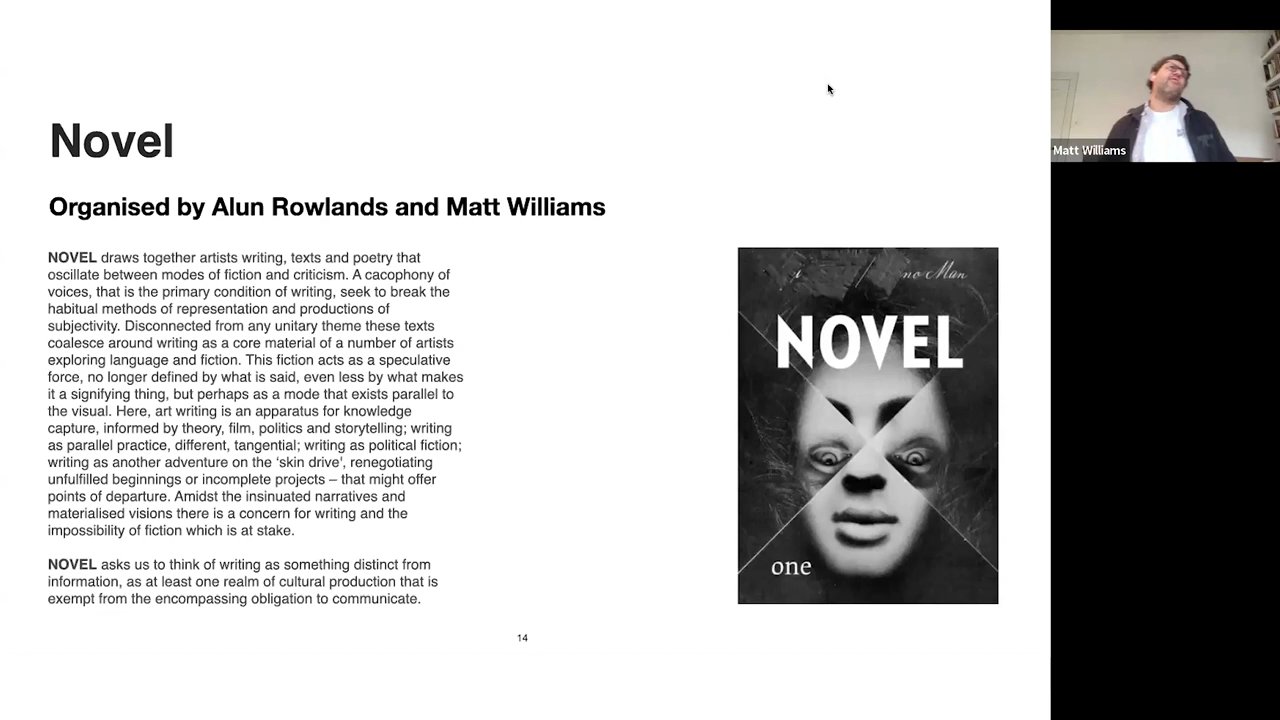 Novel
Organised by Alun Rowlands and Matt Williams
NOVEL draws together artists writing, texts and poetry that
oscillate between modes of fiction and criticism. A cacophony of
voices, that is the primary condition of writing, seek to break the
habitual methods of representation and productions of
subjectivity. Disconnected from any unitary theme these texts
coalesce around writing as a core material of a number of artists
exploring language and fiction. This fiction acts as a speculative
force, no longer defined by what is said, even less by what makes
it a signifying thing, but perhaps as a mode that exists parallel to
the visual. Here, art writing is an apparatus for knowledge
capture, informed by theory, film, politics and storytelling; writing
as parallel practice, different, tangential; writing as political fiction;
writing as another adventure on the ‘skin drive’, renegotiating
unfulfilled beginnings or incomplete projects – that might offer
points of departure. Amidst the insinuated narratives and
materialised visions there is a concern for writing and the
impossibility of fiction which is at stake.
NOVEL asks us to think of writing as something distinct from
information, as at least one realm of cultural production that is
exempt from the encompassing obligation to communicate.
no Man
NOVEL
one
14
Matt Williams